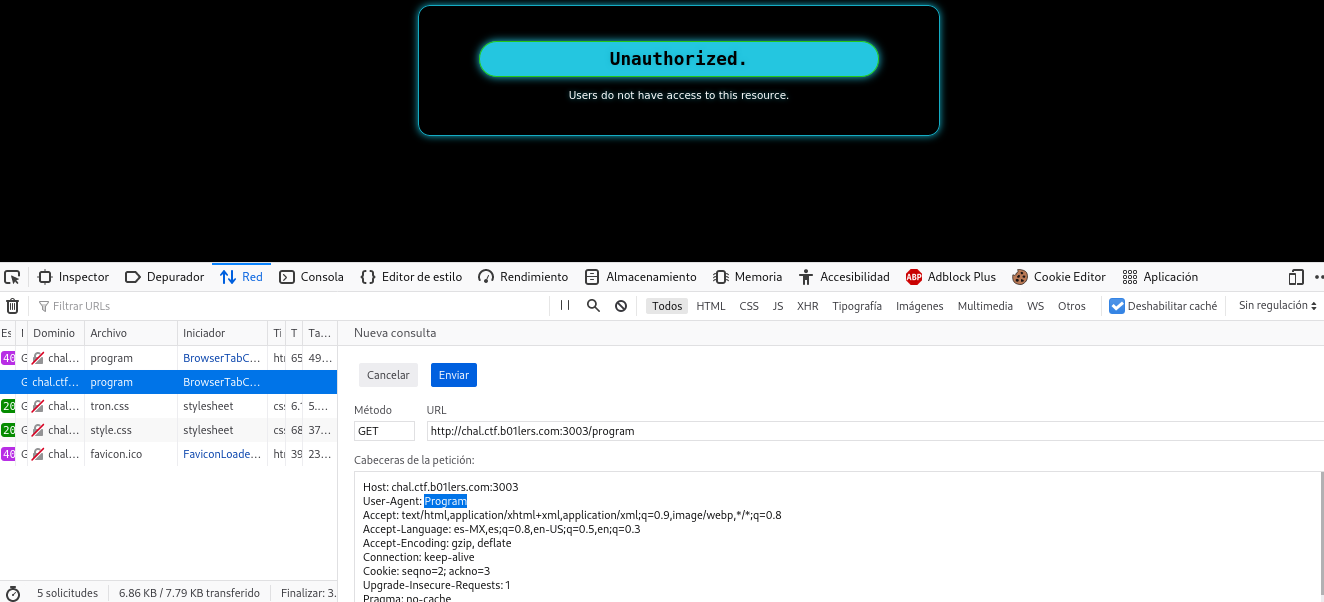 Unauthorized.
Users do not have access to this resource.
Inspector Depurador Red Consola Editor de estilo Rendimiento Almacenamiento Memoria Accesibilidad ABP Adblock Plus Cookie Editor Aplicación
Filtrar URLs Todos HTML CSS JS XHR Tipografía Imágenes Multimedia WS Otros Deshabilitar caché Sin regulación
Es Dominio Archivo Iniciador Ti T Ta… Nueva consulta
40 G chal… program BrowserTabC… 65 49…
Cancelar Enviar
G chal.ctf… program BrowserTabC…
20 G chal… tron.css stylesheet cs 6. 5.…
Método URL
20 G chal… style.css stylesheet cs 68 37…
GET http://chal.ctf.b01lers.com:3003/program
40 G chal… favicon.ico FaviconLoade… 39 23…
Cabeceras de la petición:
Host: chal.ctf.b01lers.com:3003
User-Agent: Program
Accept: text/html,application/xhtml+xml,application/xml;q=0.9,image/webp,*/*;q=0.8
Accept-Language: es-MX,es;q=0.8,en-US;q=0.5,en;q=0.3
Accept-Encoding: gzip, deflate
Connection: keep-alive
Cookie: seqno=2; ackno=3
Upgrade-Insecure-Requests: 1
Pragma: no-cache
5 solicitudes 6.86 KB / 7.79 KB transferido Finalizar: 3.